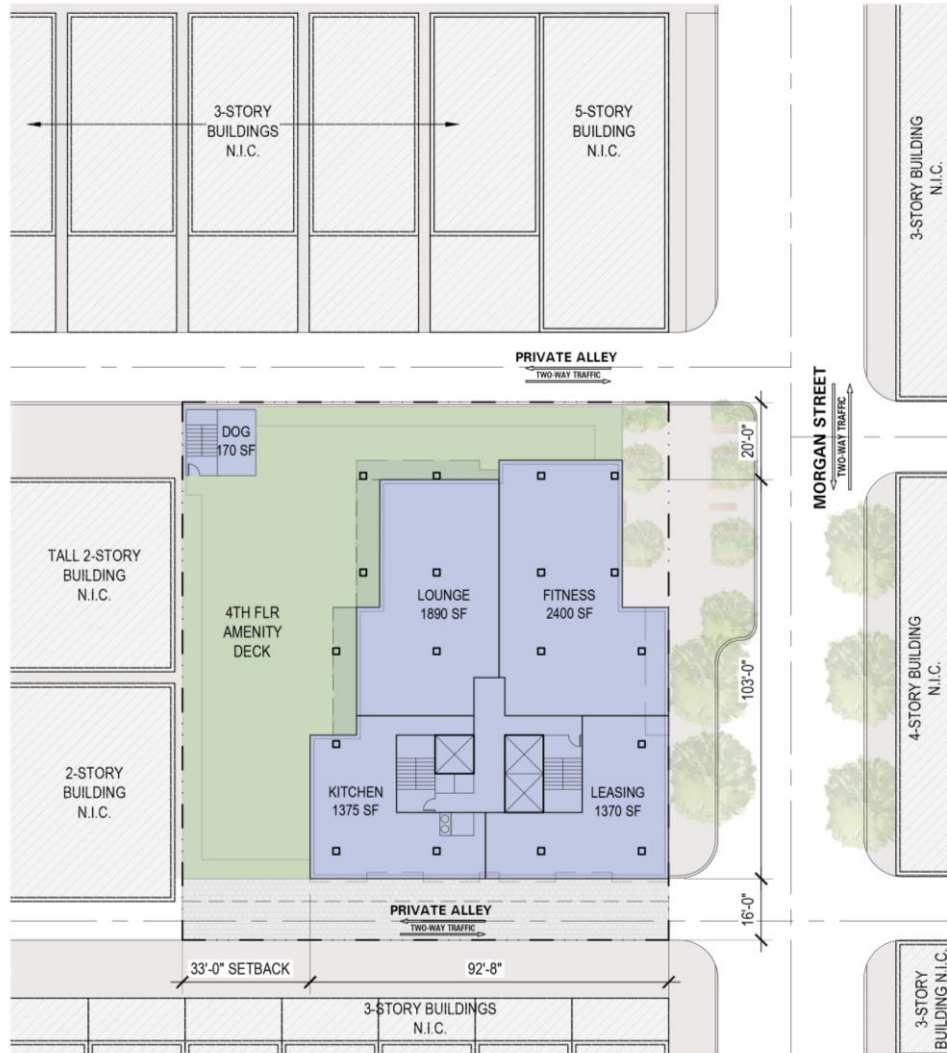 3-STORY
BUILDINGS
N.I.C.
5-STORY
BUILDING
N.I.C.
3-STORY BUILDING
N.I.C.
PRIVATE ALLEY
TWO-WAY TRAFFIC
MORGAN STREET
TWO-WAY TRAFFIC
20'-0"
DOG
170 SF
TALL 2-STORY
BUILDING
N.I.C.
4TH FLR
AMENITY
DECK
LOUNGE
1890 SF
FITNESS
2400 SF
103'-0"
4-STORY BUILDING
N.I.C.
2-STORY
BUILDING
N.I.C.
KITCHEN
1375 SF
LEASING
1370 SF
PRIVATE ALLEY
TWO-WAY TRAFFIC
16'-0"
33'-0" SETBACK
92'-8"
3-STORY BUILDINGS
N.I.C.
3-STORY
BUILDING N.I.C.